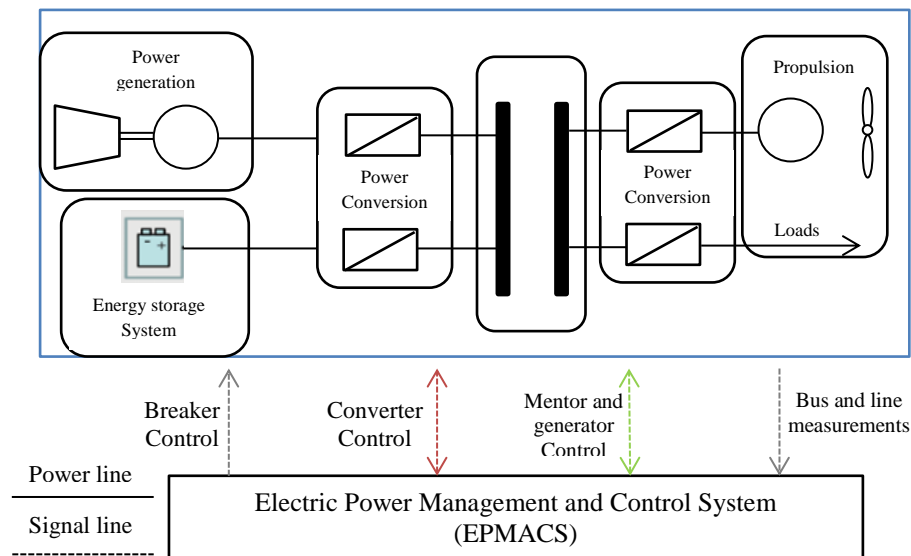 Power
generation
Propulsion
Power
Conversion
Power
Conversion
Loads
- +
Energy storage
System
Breaker
Control
Converter
Control
Mentor and
generator
Control
Bus and line
measurements
Power line
Signal line
Electric Power Management and Control System
(EPMACS)